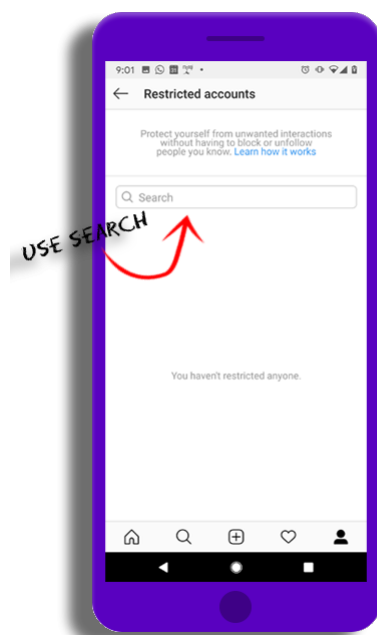 9:01
Restricted accounts
Protect yourself from unwanted interactions
without having to block or unfollow
people you know. Learn how it works
Search
USE SEARCH
You haven't restricted anyone.